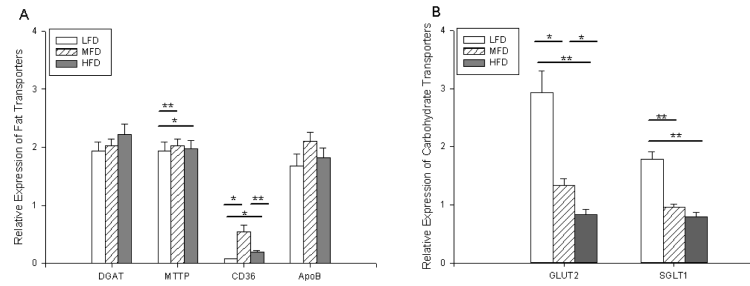 A
Relative Expression of Fat Transporters
LFD
MFD
HFD
4
3
2
1
0
**
*
*
**
*
DGAT MTTP CD36 ApoB
B
Relative Expression of Carbohydrate Transporters
LFD
MFD
HFD
4
3
2
1
0
* *
**
**
**
GLUT2 SGLT1